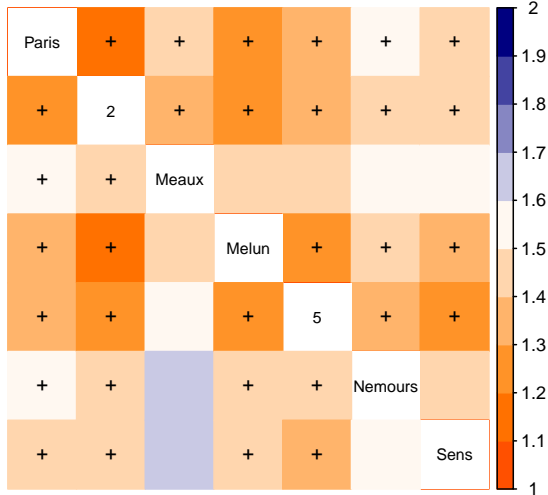 Paris + + + + + +
+ 2 + + + + +
+ + Meaux
+ + Melun + + +
+ + + 5 + +
+ + + + Nemours
+ + + + Sens
2
1.9
1.8
1.7
1.6
1.5
1.4
1.3
1.2
1.1
1